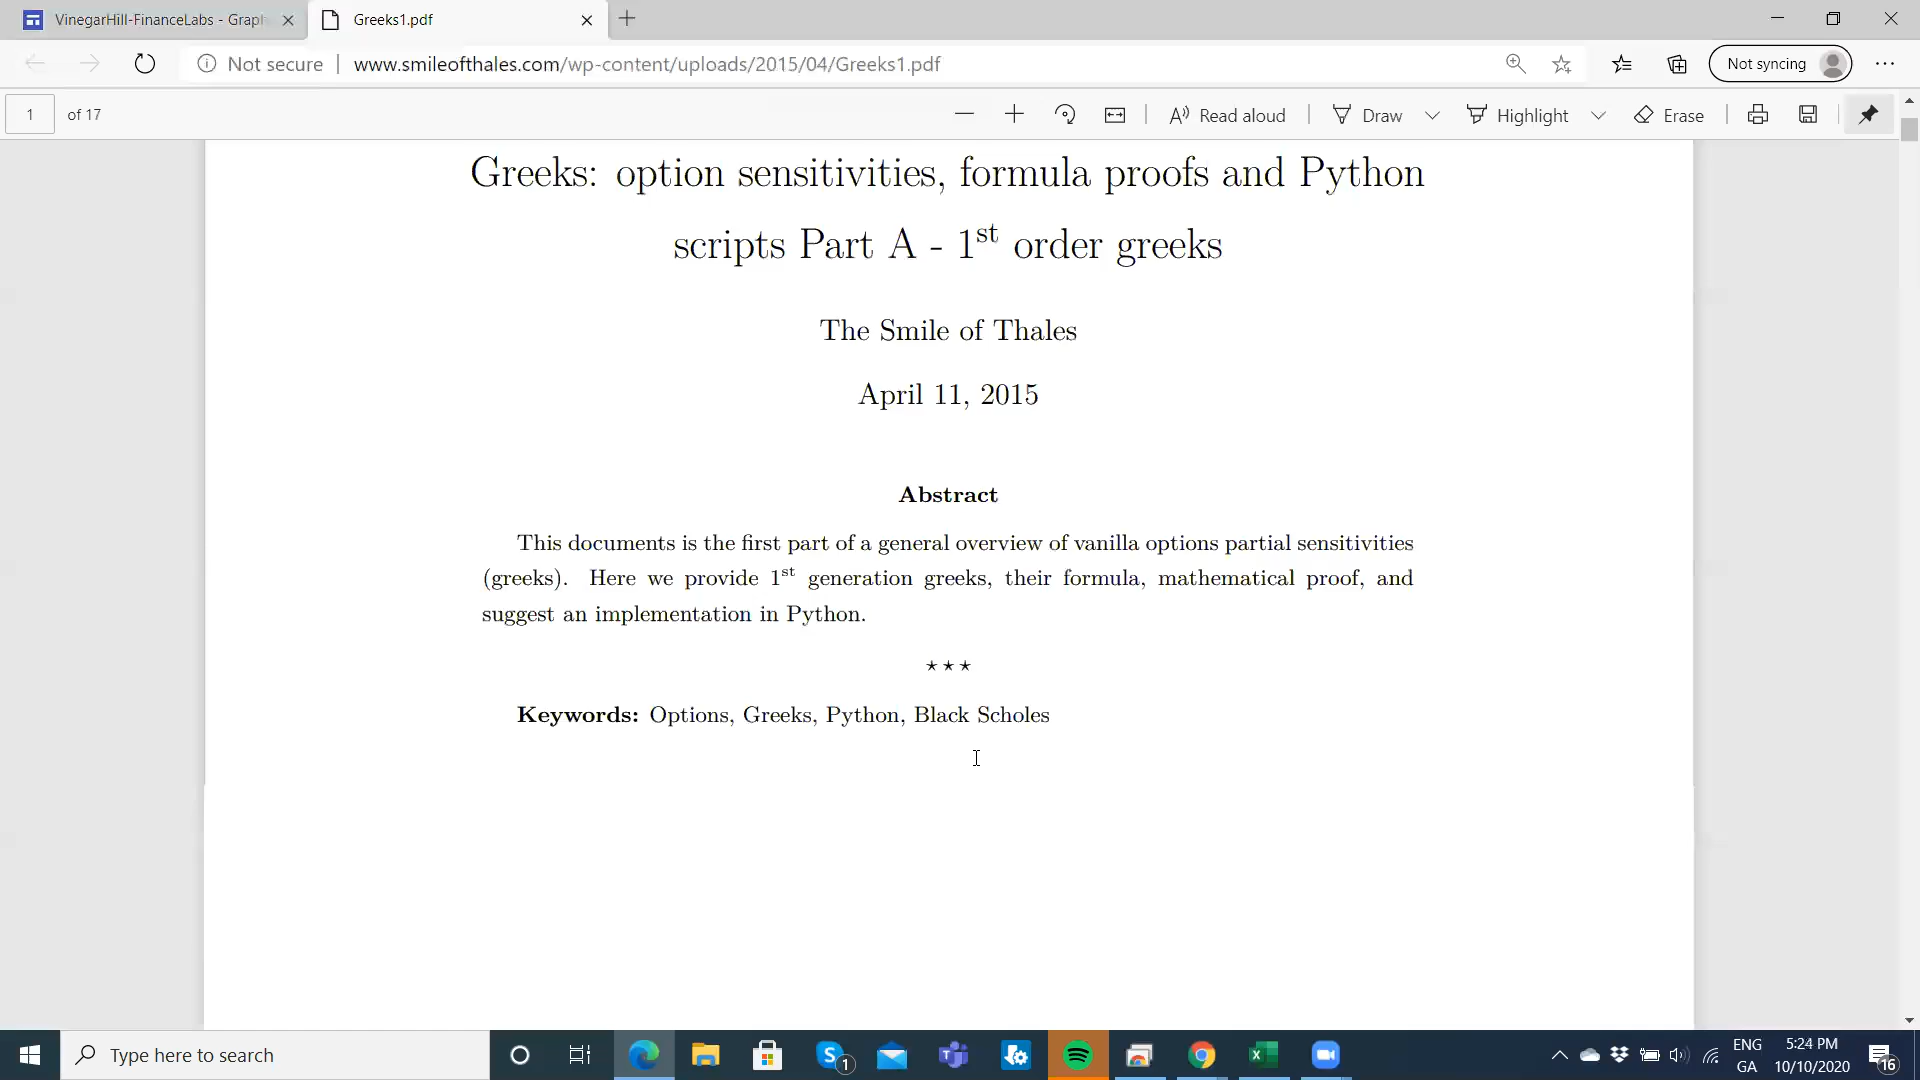 VinegarHill-FinanceLabs - Graph
Greeks1.pdf
Not secure
www.smileofthales.com/wp-content/uploads/2015/04/Greeks1.pdf
Not syncing
1 of 17
Read aloud
Draw
Highlight
Erase
Greeks: option sensitivities, formula proofs and Python
scripts Part A - 1st order greeks
The Smile of Thales
April 11, 2015
Abstract
This documents is the first part of a general overview of vanilla options partial sensitivities
(greeks). Here we provide 1st generation greeks, their formula, mathematical proof, and
suggest an implementation in Python.
⋆⋆⋆
Keywords: Options, Greeks, Python, Black Scholes
Type here to search
1
ENG
GA
5:24 PM
10/10/2020
16